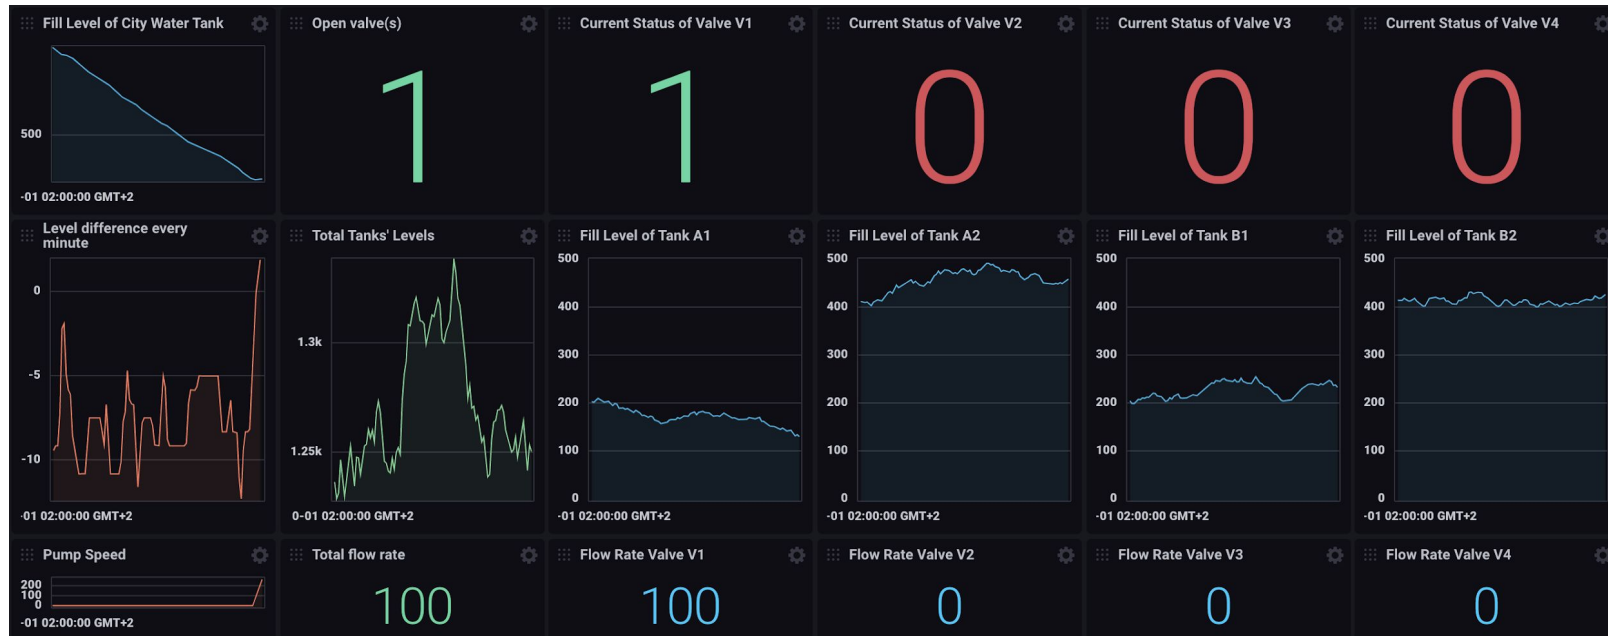 Fill Level of City Water Tank
500
-01 02:00:00 GMT+2
Open valve(s)
1
Current Status of Valve V1
1
Current Status of Valve V2
0
Current Status of Valve V3
0
Current Status of Valve V4
0
Level difference every
minute
0
-5
-10
-01 02:00:00 GMT+2
Total Tanks' Levels
1.3k
1.25k
0-01 02:00:00 GMT+2
Fill Level of Tank A1
500
400
300
200
100
0
-01 02:00:00 GMT+2
Fill Level of Tank A2
500
400
300
200
100
0
-01 02:00:00 GMT+2
Fill Level of Tank B1
500
400
300
200
100
0
-01 02:00:00 GMT+2
Fill Level of Tank B2
500
400
300
200
100
0
-01 02:00:00 GMT+2
Pump Speed
200
100
0
-01 02:00:00 GMT+2
Total flow rate
100
Flow Rate Valve V1
100
Flow Rate Valve V2
0
Flow Rate Valve V3
0
Flow Rate Valve V4
0